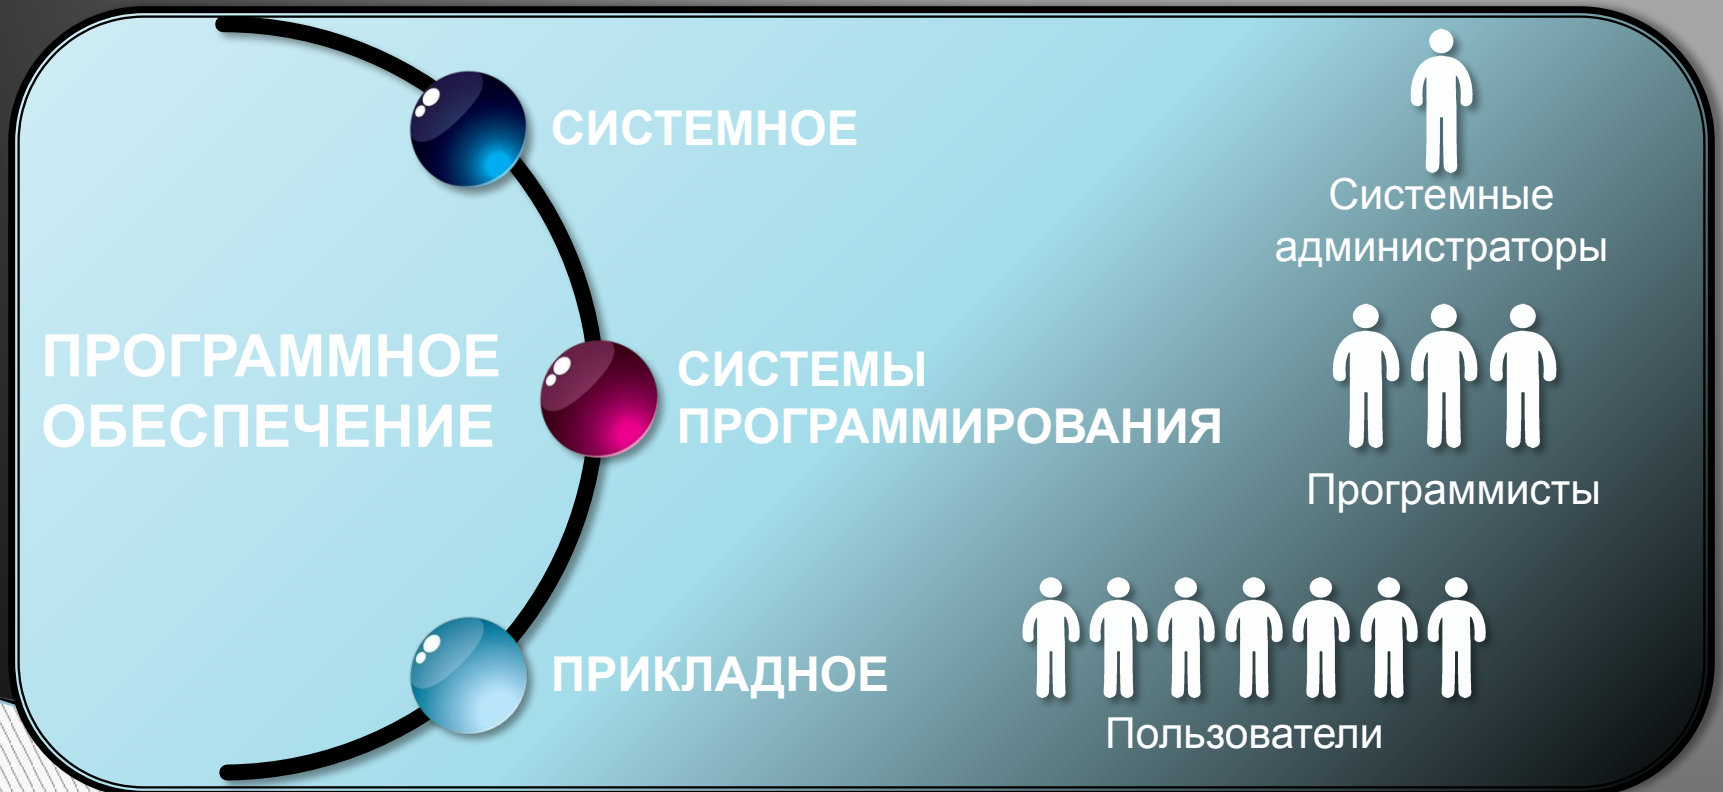 СИСТЕМНОЕ
Системные
администраторы
ПРОГРАММНОЕ
ОБЕСПЕЧЕНИЕ
СИСТЕМЫ
ПРОГРАММИРОВАНИЯ
Программисты
ПРИКЛАДНОЕ
Пользователи